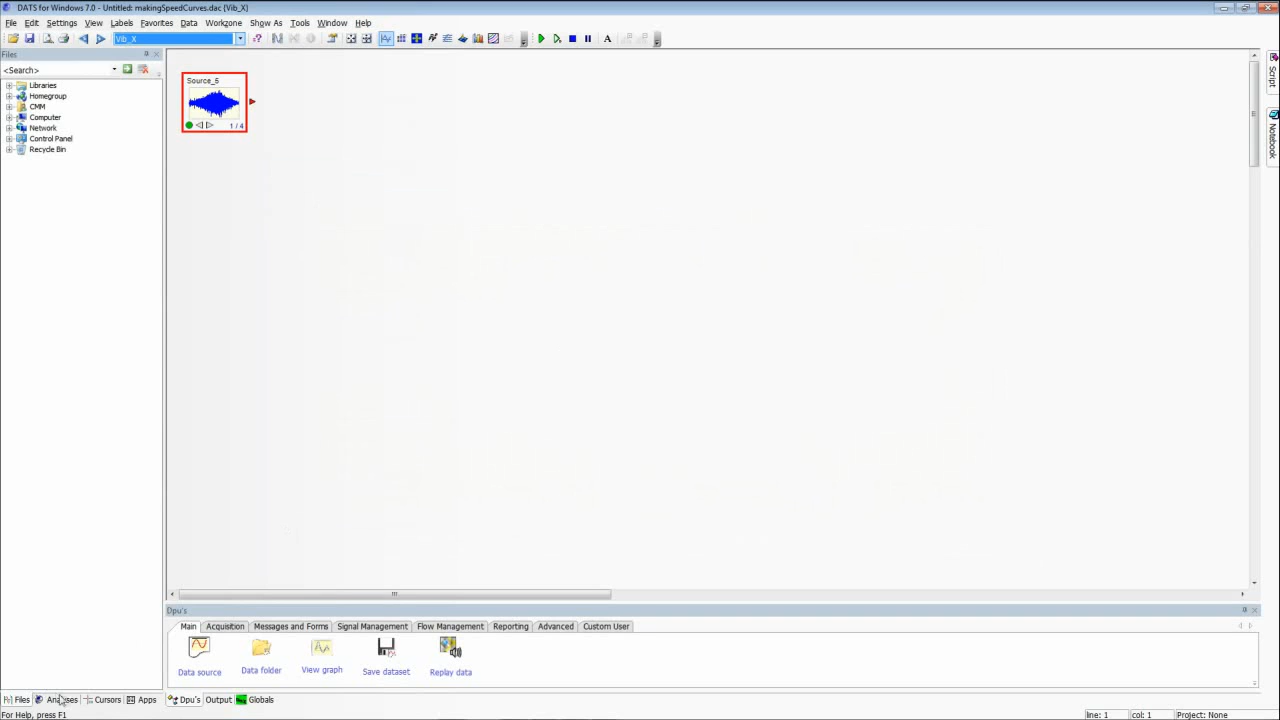 DATS for Windows 7.0 - Untitled: makingSpeedCurves.dac [Vib_X]
File Edit Settings View Labels Favorites Data Workzone Show As Tools Window Help
Vib_X
A
Files
<Search>
Libraries
Homegroup
CMM
Computer
Network
Control Panel
Recycle Bin
Source_5
1 / 4
Script
Notebook
Dpu's
Main Acquisition Messages and Forms Signal Management Flow Management Reporting Advanced Custom User
Data source Data folder View graph Save dataset Replay data
Files Analyses Cursors Apps Dpu's Output Globals
For Help, press F1 line: 1 col: 1 Project: None